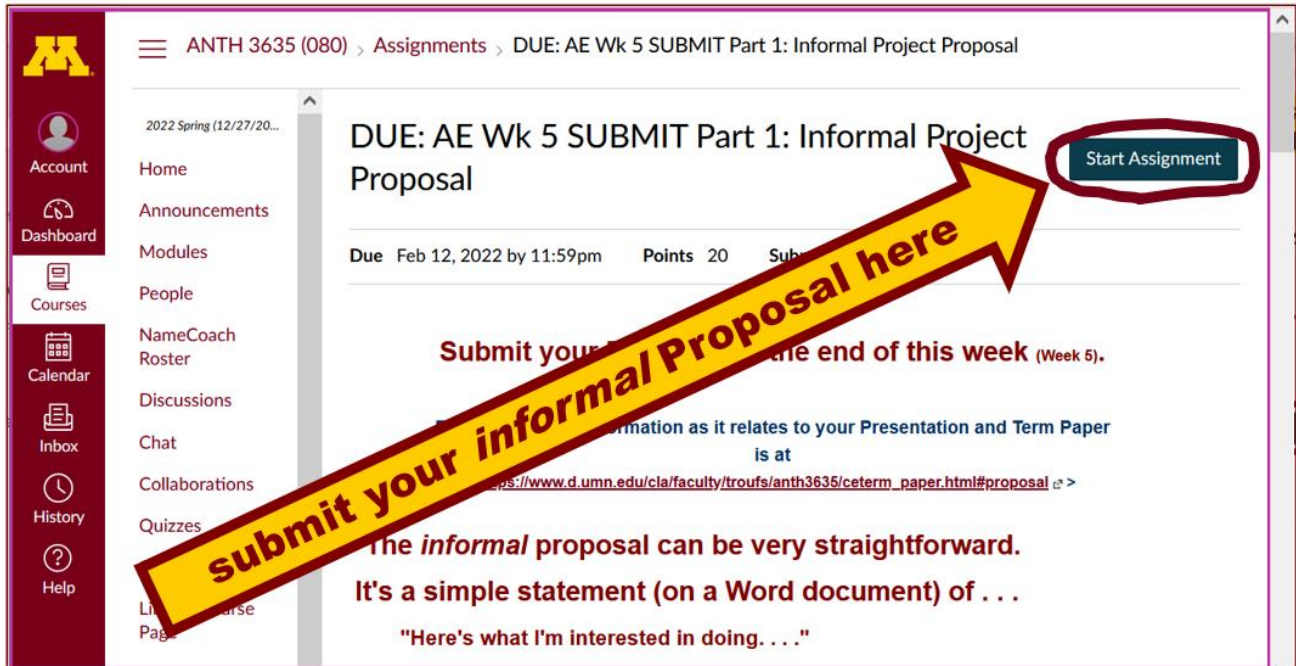 ANTH 3635 (080) > Assignments > DUE: AE Wk 5 SUBMIT Part 1: Informal Project Proposal
Account
Dashboard
Courses
Calendar
Inbox
History
Help
2022 Spring (12/27/20...
Home
Announcements
Modules
People
NameCoach
Roster
Discussions
Chat
Collaborations
Quizzes
Page
DUE: AE Wk 5 SUBMIT Part 1: Informal Project
Proposal
Start Assignment
Due Feb 12, 2022 by 11:59pm Points 20
Submit your the end of this week (Week 5).
as it relates to your Presentation and Term Paper
is at
://www.d.umn.edu/cla/faculty/troufs/anth3635/ceterm_paper.html#proposal >
The informal proposal can be very straightforward.
It's a simple statement (on a Word document) of . . .
"Here's what I'm interested in doing. . . ."
submit your informal Proposal here